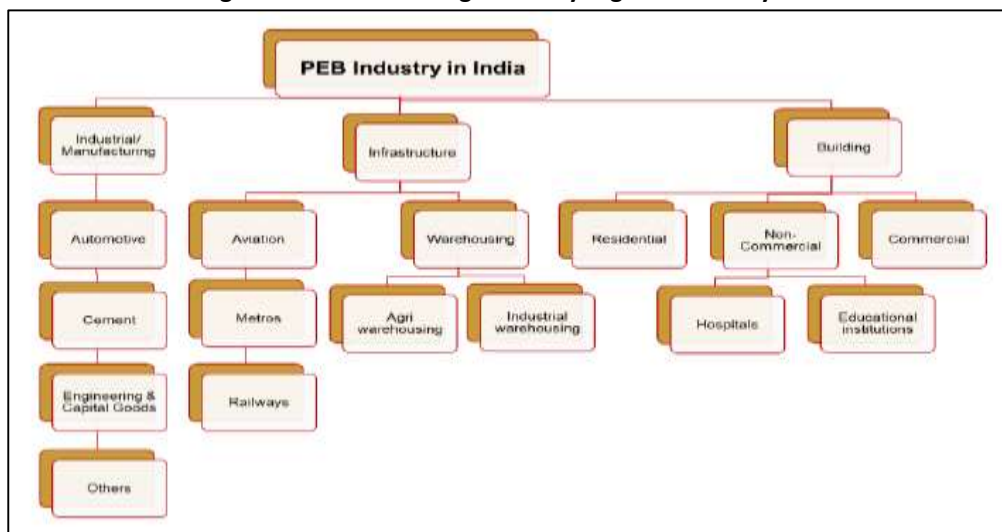 PEB Industry in India
Industrial/
Manufacturing
Infrastructure
Building
Automotive
Aviation
Warehousing
Residential
Non-
Commercial
Commercial
Cement
Metros
Agri
warehousing
Industrial
warehousing
Hospitals
Educational
institutions
Engineering &
Capital Goods
Railways
Others